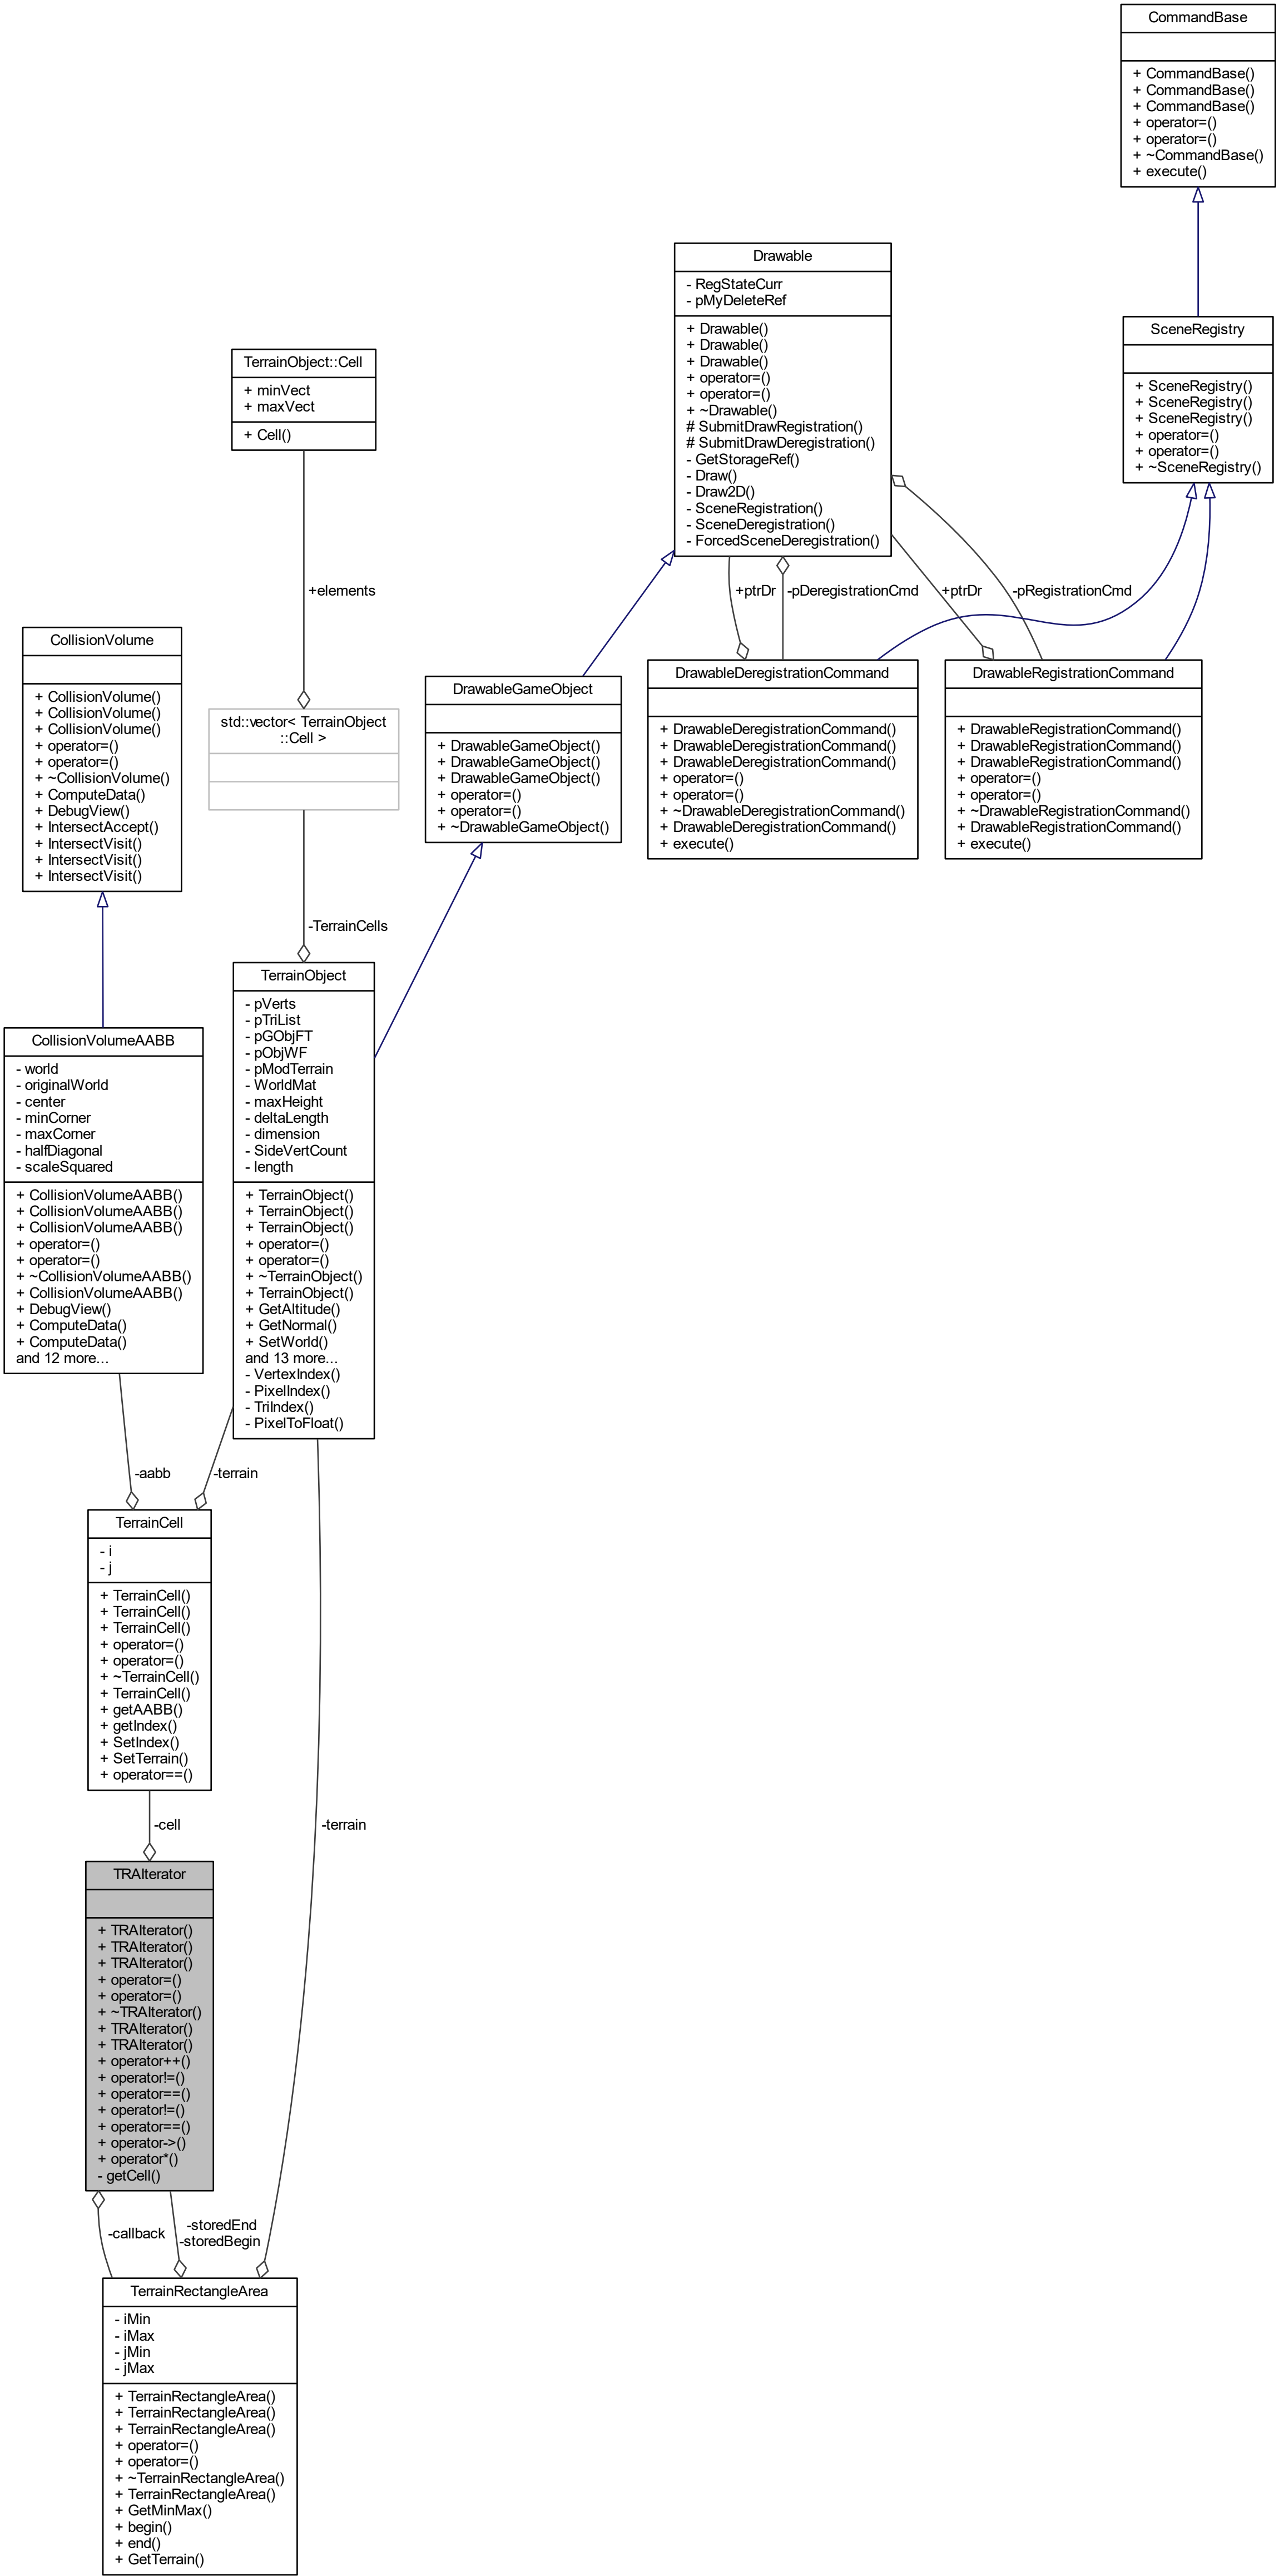 CommandBase
+ CommandBase()
+ CommandBase()
+ CommandBase()
+ operator=()
+ operator=()
+ ~CommandBase()
+ execute()
Drawable
- RegStateCurr
- pMyDeleteRef
+ Drawable()
+ Drawable()
+ Drawable()
+ operator=()
+ operator=()
+ ~Drawable()
# SubmitDrawRegistration()
# SubmitDrawDeregistration()
- GetStorageRef()
- Draw()
- Draw2D()
- SceneRegistration()
- SceneDeregistration()
- ForcedSceneDeregistration()
SceneRegistry
+ SceneRegistry()
+ SceneRegistry()
+ SceneRegistry()
+ operator=()
+ operator=()
+ ~SceneRegistry()
TerrainObject::Cell
+ minVect
+ maxVect
+ Cell()
+elements
+ptrDr
-pDeregistrationCmd
+ptrDr
-pRegistrationCmd
CollisionVolume
+ CollisionVolume()
+ CollisionVolume()
+ CollisionVolume()
+ operator=()
+ operator=()
+ ~CollisionVolume()
+ ComputeData()
+ DebugView()
+ IntersectAccept()
+ IntersectVisit()
+ IntersectVisit()
+ IntersectVisit()
std::vector< TerrainObject
::Cell >
DrawableGameObject
+ DrawableGameObject()
+ DrawableGameObject()
+ DrawableGameObject()
+ operator=()
+ operator=()
+ ~DrawableGameObject()
DrawableDeregistrationCommand
+ DrawableDeregistrationCommand()
+ DrawableDeregistrationCommand()
+ DrawableDeregistrationCommand()
+ operator=()
+ operator=()
+ ~DrawableDeregistrationCommand()
+ DrawableDeregistrationCommand()
+ execute()
DrawableRegistrationCommand
+ DrawableRegistrationCommand()
+ DrawableRegistrationCommand()
+ DrawableRegistrationCommand()
+ operator=()
+ operator=()
+ ~DrawableRegistrationCommand()
+ DrawableRegistrationCommand()
+ execute()
-TerrainCells
CollisionVolumeAABB
- world
- originalWorld
- center
- minCorner
- maxCorner
- halfDiagonal
- scaleSquared
+ CollisionVolumeAABB()
+ CollisionVolumeAABB()
+ CollisionVolumeAABB()
+ operator=()
+ operator=()
+ ~CollisionVolumeAABB()
+ CollisionVolumeAABB()
+ DebugView()
+ ComputeData()
+ ComputeData()
and 12 more...
TerrainObject
- pVerts
- pTriList
- pGObjFT
- pObjWF
- pModTerrain
- WorldMat
- maxHeight
- deltaLength
- dimension
- SideVertCount
- length
+ TerrainObject()
+ TerrainObject()
+ TerrainObject()
+ operator=()
+ operator=()
+ ~TerrainObject()
+ TerrainObject()
+ GetAltitude()
+ GetNormal()
+ SetWorld()
and 13 more...
- VertexIndex()
- PixelIndex()
- TriIndex()
- PixelToFloat()
-aabb
-terrain
TerrainCell
- i
- j
+ TerrainCell()
+ TerrainCell()
+ TerrainCell()
+ operator=()
+ operator=()
+ ~TerrainCell()
+ TerrainCell()
+ getAABB()
+ getIndex()
+ SetIndex()
+ SetTerrain()
+ operator==()
-cell
-terrain
TRAIterator
+ TRAIterator()
+ TRAIterator()
+ TRAIterator()
+ operator=()
+ operator=()
+ ~TRAIterator()
+ TRAIterator()
+ TRAIterator()
+ operator++()
+ operator!=()
+ operator==()
+ operator!=()
+ operator==()
+ operator->()
+ operator*()
- getCell()
-callback
-storedEnd
-storedBegin
TerrainRectangleArea
- iMin
- iMax
- jMin
- jMax
+ TerrainRectangleArea()
+ TerrainRectangleArea()
+ TerrainRectangleArea()
+ operator=()
+ operator=()
+ ~TerrainRectangleArea()
+ TerrainRectangleArea()
+ GetMinMax()
+ begin()
+ end()
+ GetTerrain()